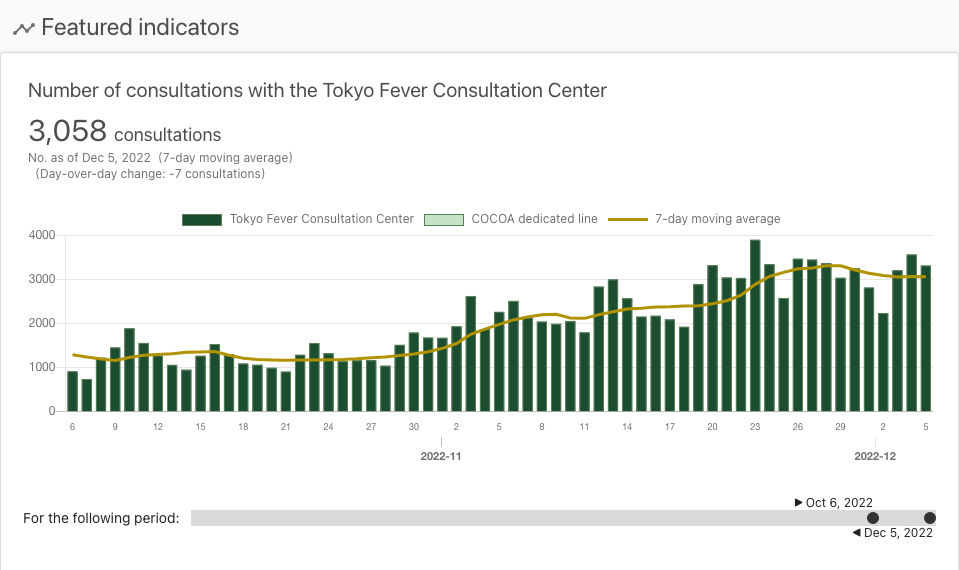 Featured indicators
Number of consultations with the Tokyo Fever Consultation Center
3,058 consultations
No. as of Dec 5, 2022 (7-day moving average)
(Day-over-day change: -7 consultations)
Tokyo Fever Consultation Center COCOA dedicated line 7-day moving average
4000
3000
2000
1000
0
6 9 12 15 18 21 24 27 30 2 5 8 11 14 17 20 23 26 29 2 5
2022-11 2022-12
▶ Oct 6, 2022
For the following period:
◀ Dec 5, 2022